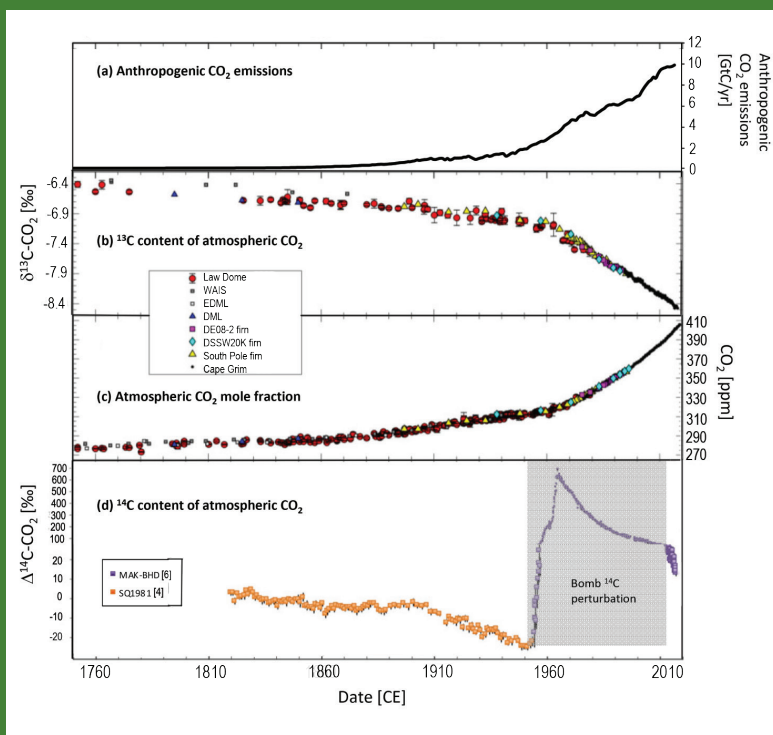 (a) Anthropogenic CO₂ emissions
12
10
8
6
4
2
0
Anthropogenic
CO₂ emissions
[GtC/yr]
-6.4
-6.9
-7.4
-7.9
-8.4
δ¹³C-CO₂ [‰]
(b) ¹³C content of atmospheric CO₂
Law Dome
WAIS
EDML
DML
DE08-2 firn
DSSW20K firn
South Pole firn
Cape Grim
(c) Atmospheric CO₂ mole fraction
410
390
370
350
330
310
290
270
CO₂ [ppm]
700
600
500
400
300
200
100
20
10
0
-10
-20
Δ¹⁴C-CO₂ [‰]
(d) ¹⁴C content of atmospheric CO₂
MAK-BHD [6]
SQ1981 [4]
Bomb ¹⁴C
perturbation
1760
1810
1860
1910
1960
2010
Date [CE]